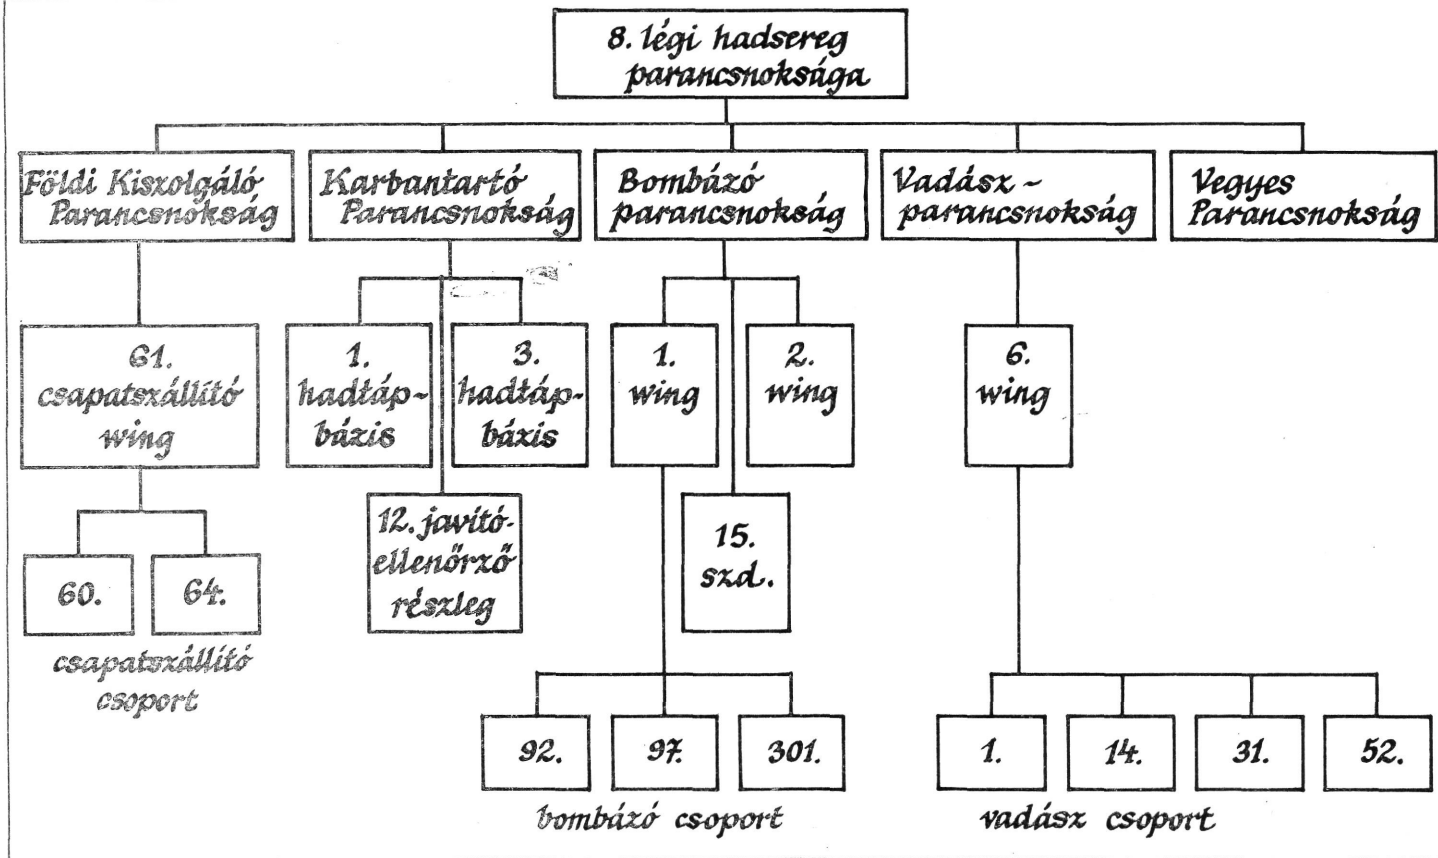 8. légi hadsereg
parancsnoksága
Földi Kiszolgáló
Parancsnokság
Karbantartó
Parancsnokság
Bombázó
parancsnokság
Vadász-
parancsnokság
Vegyes
Parancsnokság
61.
csapatszállító
wing
1.
hadtáp-
bázis
3.
hadtáp-
bázis
1.
wing
2.
wing
6.
wing
12. javító-
ellenőrző
részleg
15.
szd.
60.
64.
csapatszállító
csoport
92.
97.
301.
bombázó csoport
1.
14.
31.
52.
vadász csoport